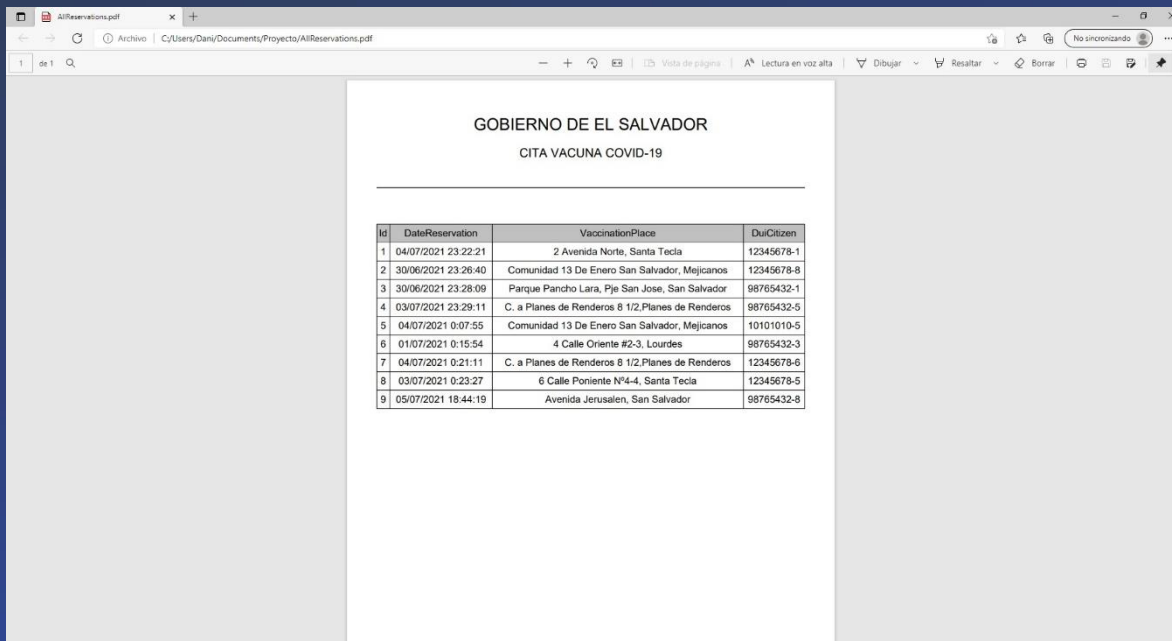 AllReservations.pdf
Archivo C:/Users/Dani/Documents/Proyecto/AllReservations.pdf No sincronizando
1 de 1 Vista de página Lectura en voz alta Dibujar Resaltar Borrar
GOBIERNO DE EL SALVADOR
CITA VACUNA COVID-19
Id DateReservation VaccinationPlace DuiCitizen
1 04/07/2021 23:22:21 2 Avenida Norte, Santa Tecla 12345678-1
2 30/06/2021 23:26:40 Comunidad 13 De Enero San Salvador, Mejicanos 12345678-8
3 30/06/2021 23:28:09 Parque Pancho Lara, Pje San Jose, San Salvador 98765432-1
4 03/07/2021 23:29:11 C. a Planes de Renderos 8 1/2,Planes de Renderos 98765432-5
5 04/07/2021 0:07:55 Comunidad 13 De Enero San Salvador, Mejicanos 10101010-5
6 01/07/2021 0:15:54 4 Calle Oriente #2-3, Lourdes 98765432-3
7 04/07/2021 0:21:11 C. a Planes de Renderos 8 1/2,Planes de Renderos 12345678-6
8 03/07/2021 0:23:27 6 Calle Poniente Nº4-4, Santa Tecla 12345678-5
9 05/07/2021 18:44:19 Avenida Jerusalen, San Salvador 98765432-8